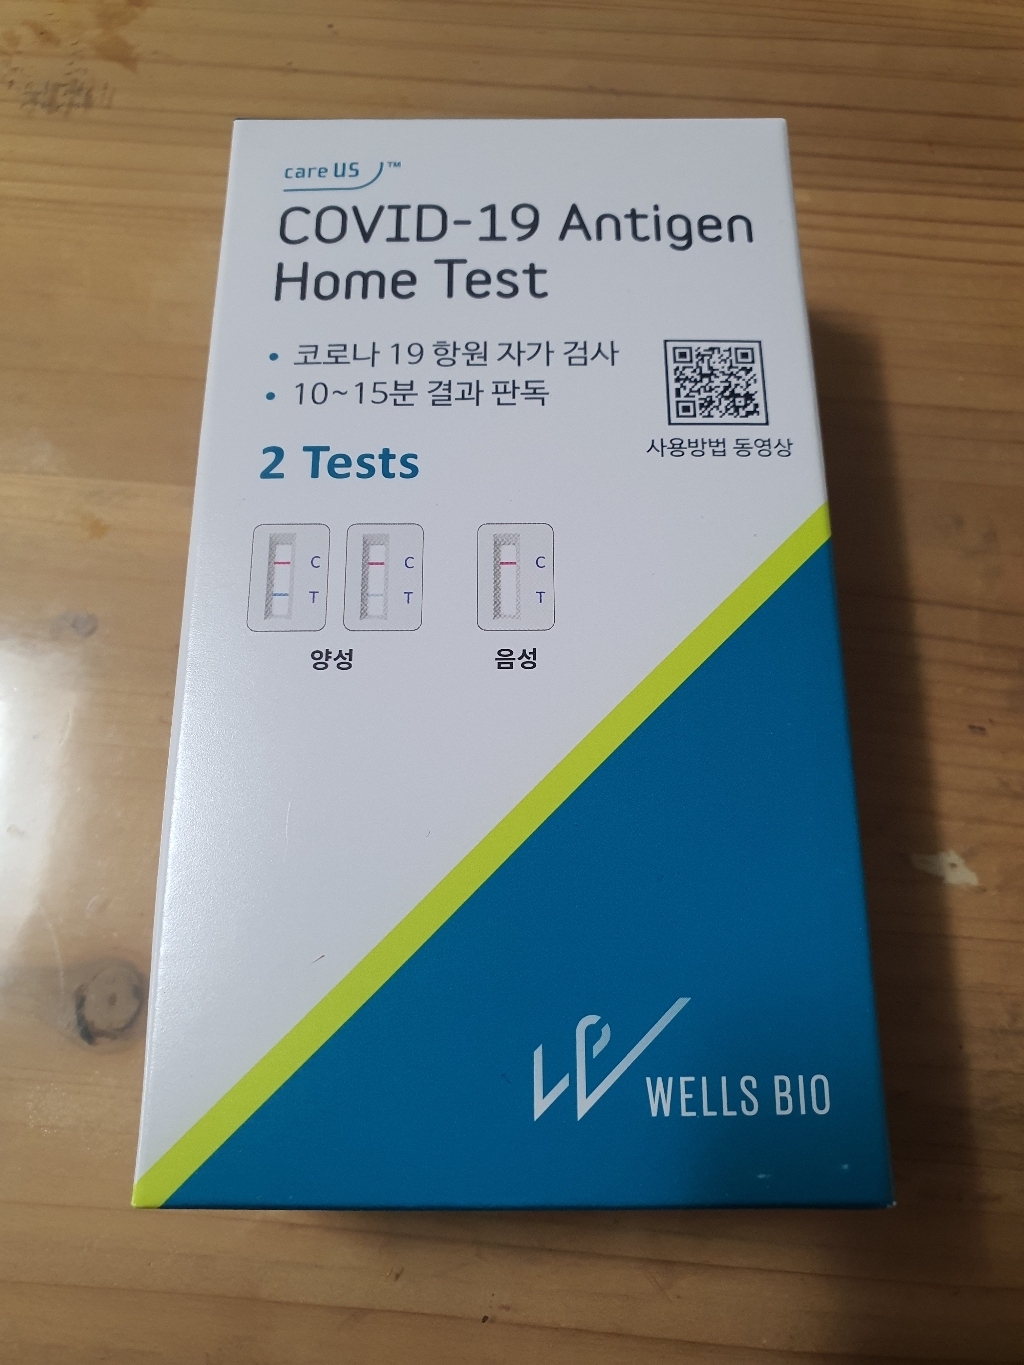 care US ™
COVID-19 Antigen
Home Test
• 코로나 19 항원 자가 검사
• 10~15분 결과 판독
사용방법 동영상
2 Tests
C C C
T T T
양성 음성
WELLS BIO